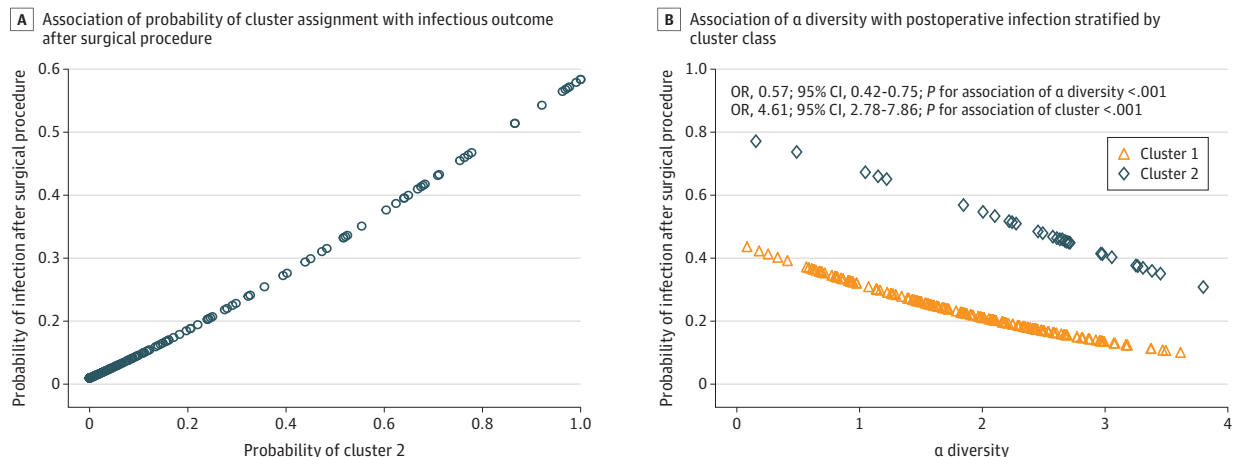 A Association of probability of cluster assignment with infectious outcome
after surgical procedure
Probability of infection after surgical procedure
0.6
0.5
0.4
0.3
0.2
0
0 0.2 0.4 0.6 0.8 1.0
Probability of cluster 2
B Association of α diversity with postoperative infection stratified by
cluster class
Probability of infection after surgical procedure
1.0
0.8
0.6
0.4
0.2
0
OR, 0.57; 95% CI, 0.42-0.75; P for association of α diversity <.001
OR, 4.61; 95% CI, 2.78-7.86; P for association of cluster <.001
Cluster 1
Cluster 2
0 1 2 3 4
α diversity